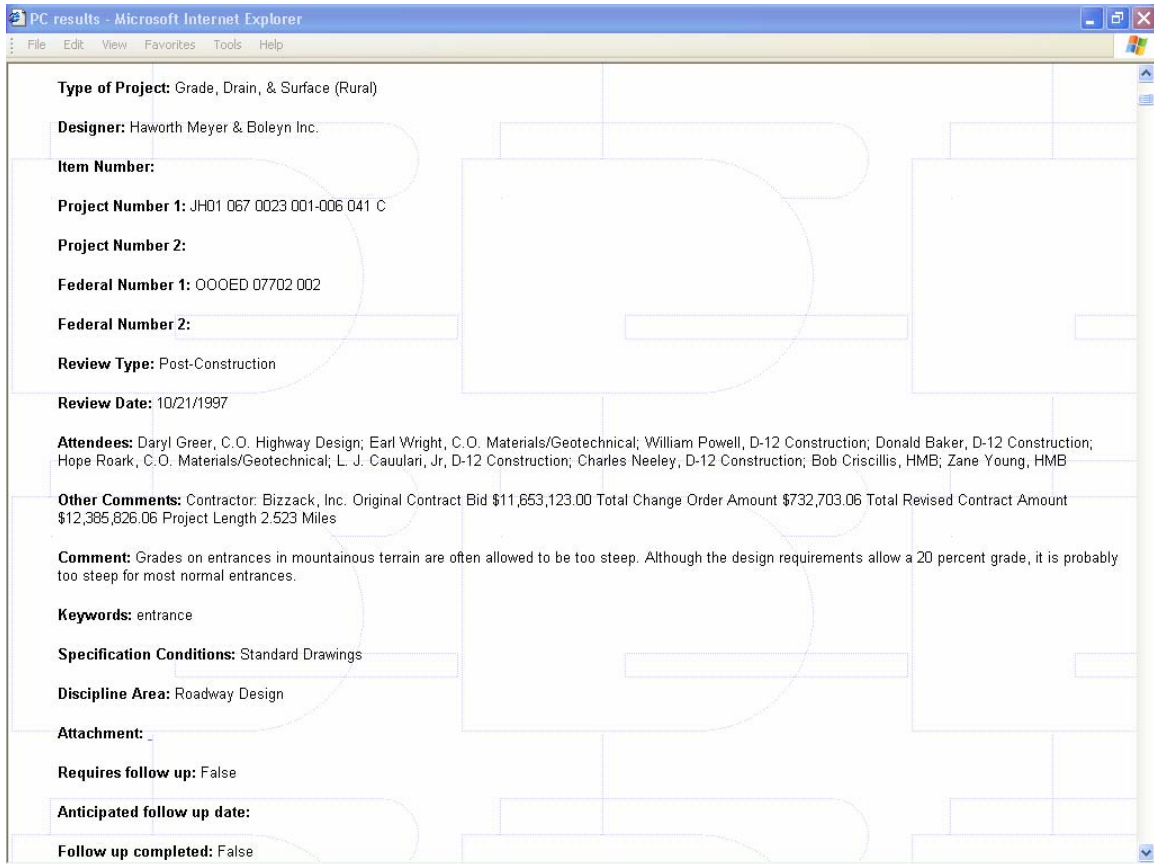 PC results - Microsoft Internet Explorer
File Edit View Favorites Tools Help
Type of Project: Grade, Drain, & Surface (Rural)
Designer: Haworth Meyer & Boleyn Inc.
Item Number:
Project Number 1: JH01 067 0023 001-006 041 C
Project Number 2:
Federal Number 1: OOOED 07702 002
Federal Number 2:
Review Type: Post-Construction
Review Date: 10/21/1997
Attendees: Daryl Greer, C.O. Highway Design; Earl Wright, C.O. Materials/Geotechnical; William Powell, D-12 Construction; Donald Baker, D-12 Construction;
Hope Roark, C.O. Materials/Geotechnical; L. J. Cauulari, Jr, D-12 Construction; Charles Neeley, D-12 Construction; Bob Criscillis, HMB; Zane Young, HMB
Other Comments: Contractor: Bizzack, Inc. Original Contract Bid $11,653,123.00 Total Change Order Amount $732,703.06 Total Revised Contract Amount
$12,385,826.06 Project Length 2.523 Miles
Comment: Grades on entrances in mountainous terrain are often allowed to be too steep. Although the design requirements allow a 20 percent grade, it is probably
too steep for most normal entrances.
Keywords: entrance
Specification Conditions: Standard Drawings
Discipline Area: Roadway Design
Attachment:
Requires follow up: False
Anticipated follow up date:
Follow up completed: False